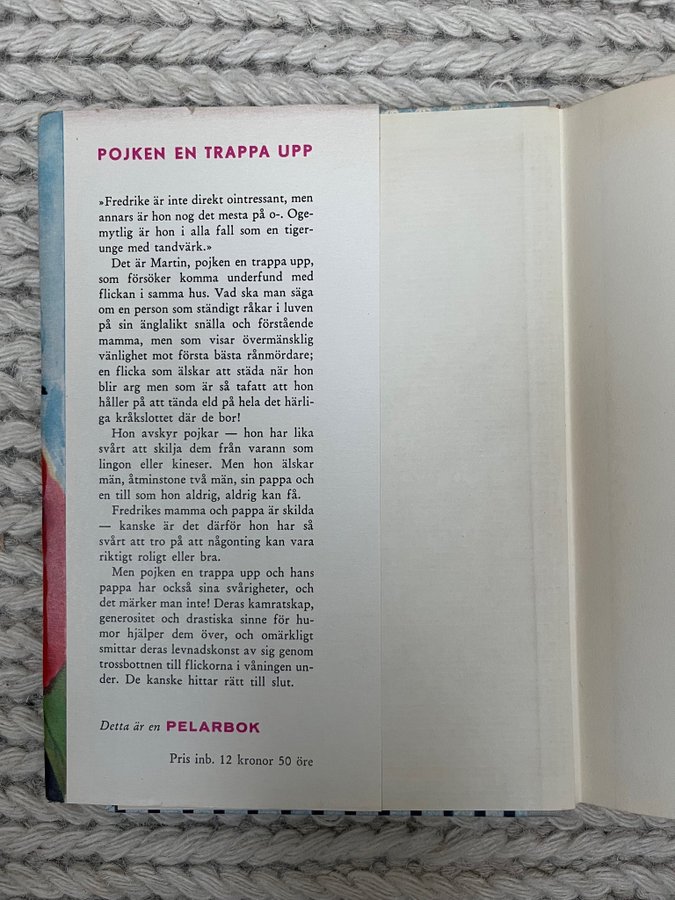 POJKEN EN TRAPPA UPP
»Fredrike är inte direkt ointressant, men
annars är hon nog det mesta på o-. Oge-
mytlig är hon i alla fall som en tiger-
unge med tandvärk.»
Det är Martin, pojken en trappa upp,
som försöker komma underfund med
flickan i samma hus. Vad ska man säga
om en person som ständigt råkar i luven
på sin änglalikt snälla och förstående
mamma, men som visar övermänsklig
vänlighet mot första bästa rånmördare;
en flicka som älskar att städa när hon
blir arg men som är så tafatt att hon
håller på att tända eld på hela det härli-
ga kråkslottet där de bor!
Hon avskyr pojkar — hon har lika
svårt att skilja dem från varann som
lingon eller kineser. Men hon älskar
män, åtminstone två män, sin pappa och
en till som hon aldrig, aldrig kan få.
Fredrikes mamma och pappa är skilda
— kanske är det därför hon har så
svårt att tro på att någonting kan vara
riktigt roligt eller bra.
Men pojken en trappa upp och hans
pappa har också sina svårigheter, och
det märker man inte! Deras kamratskap,
generositet och drastiska sinne för hu-
mor hjälper dem över, och omärkligt
smittar deras levnadskonst av sig genom
trossbottnen till flickorna i våningen un-
der. De kanske hittar rätt till slut.
Detta är en PELARBOK
Pris inb. 12 kronor 50 öre